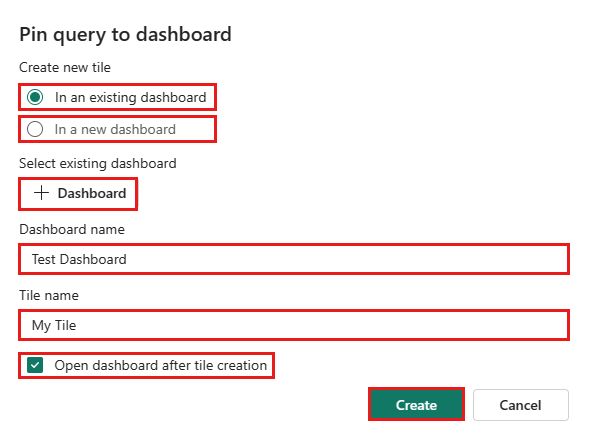 Pin query to dashboard
Create new tile
In an existing dashboard
In a new dashboard
Select existing dashboard
Dashboard
Dashboard name
Test Dashboard
Tile name
My Tile
Open dashboard after tile creation
Create Cancel